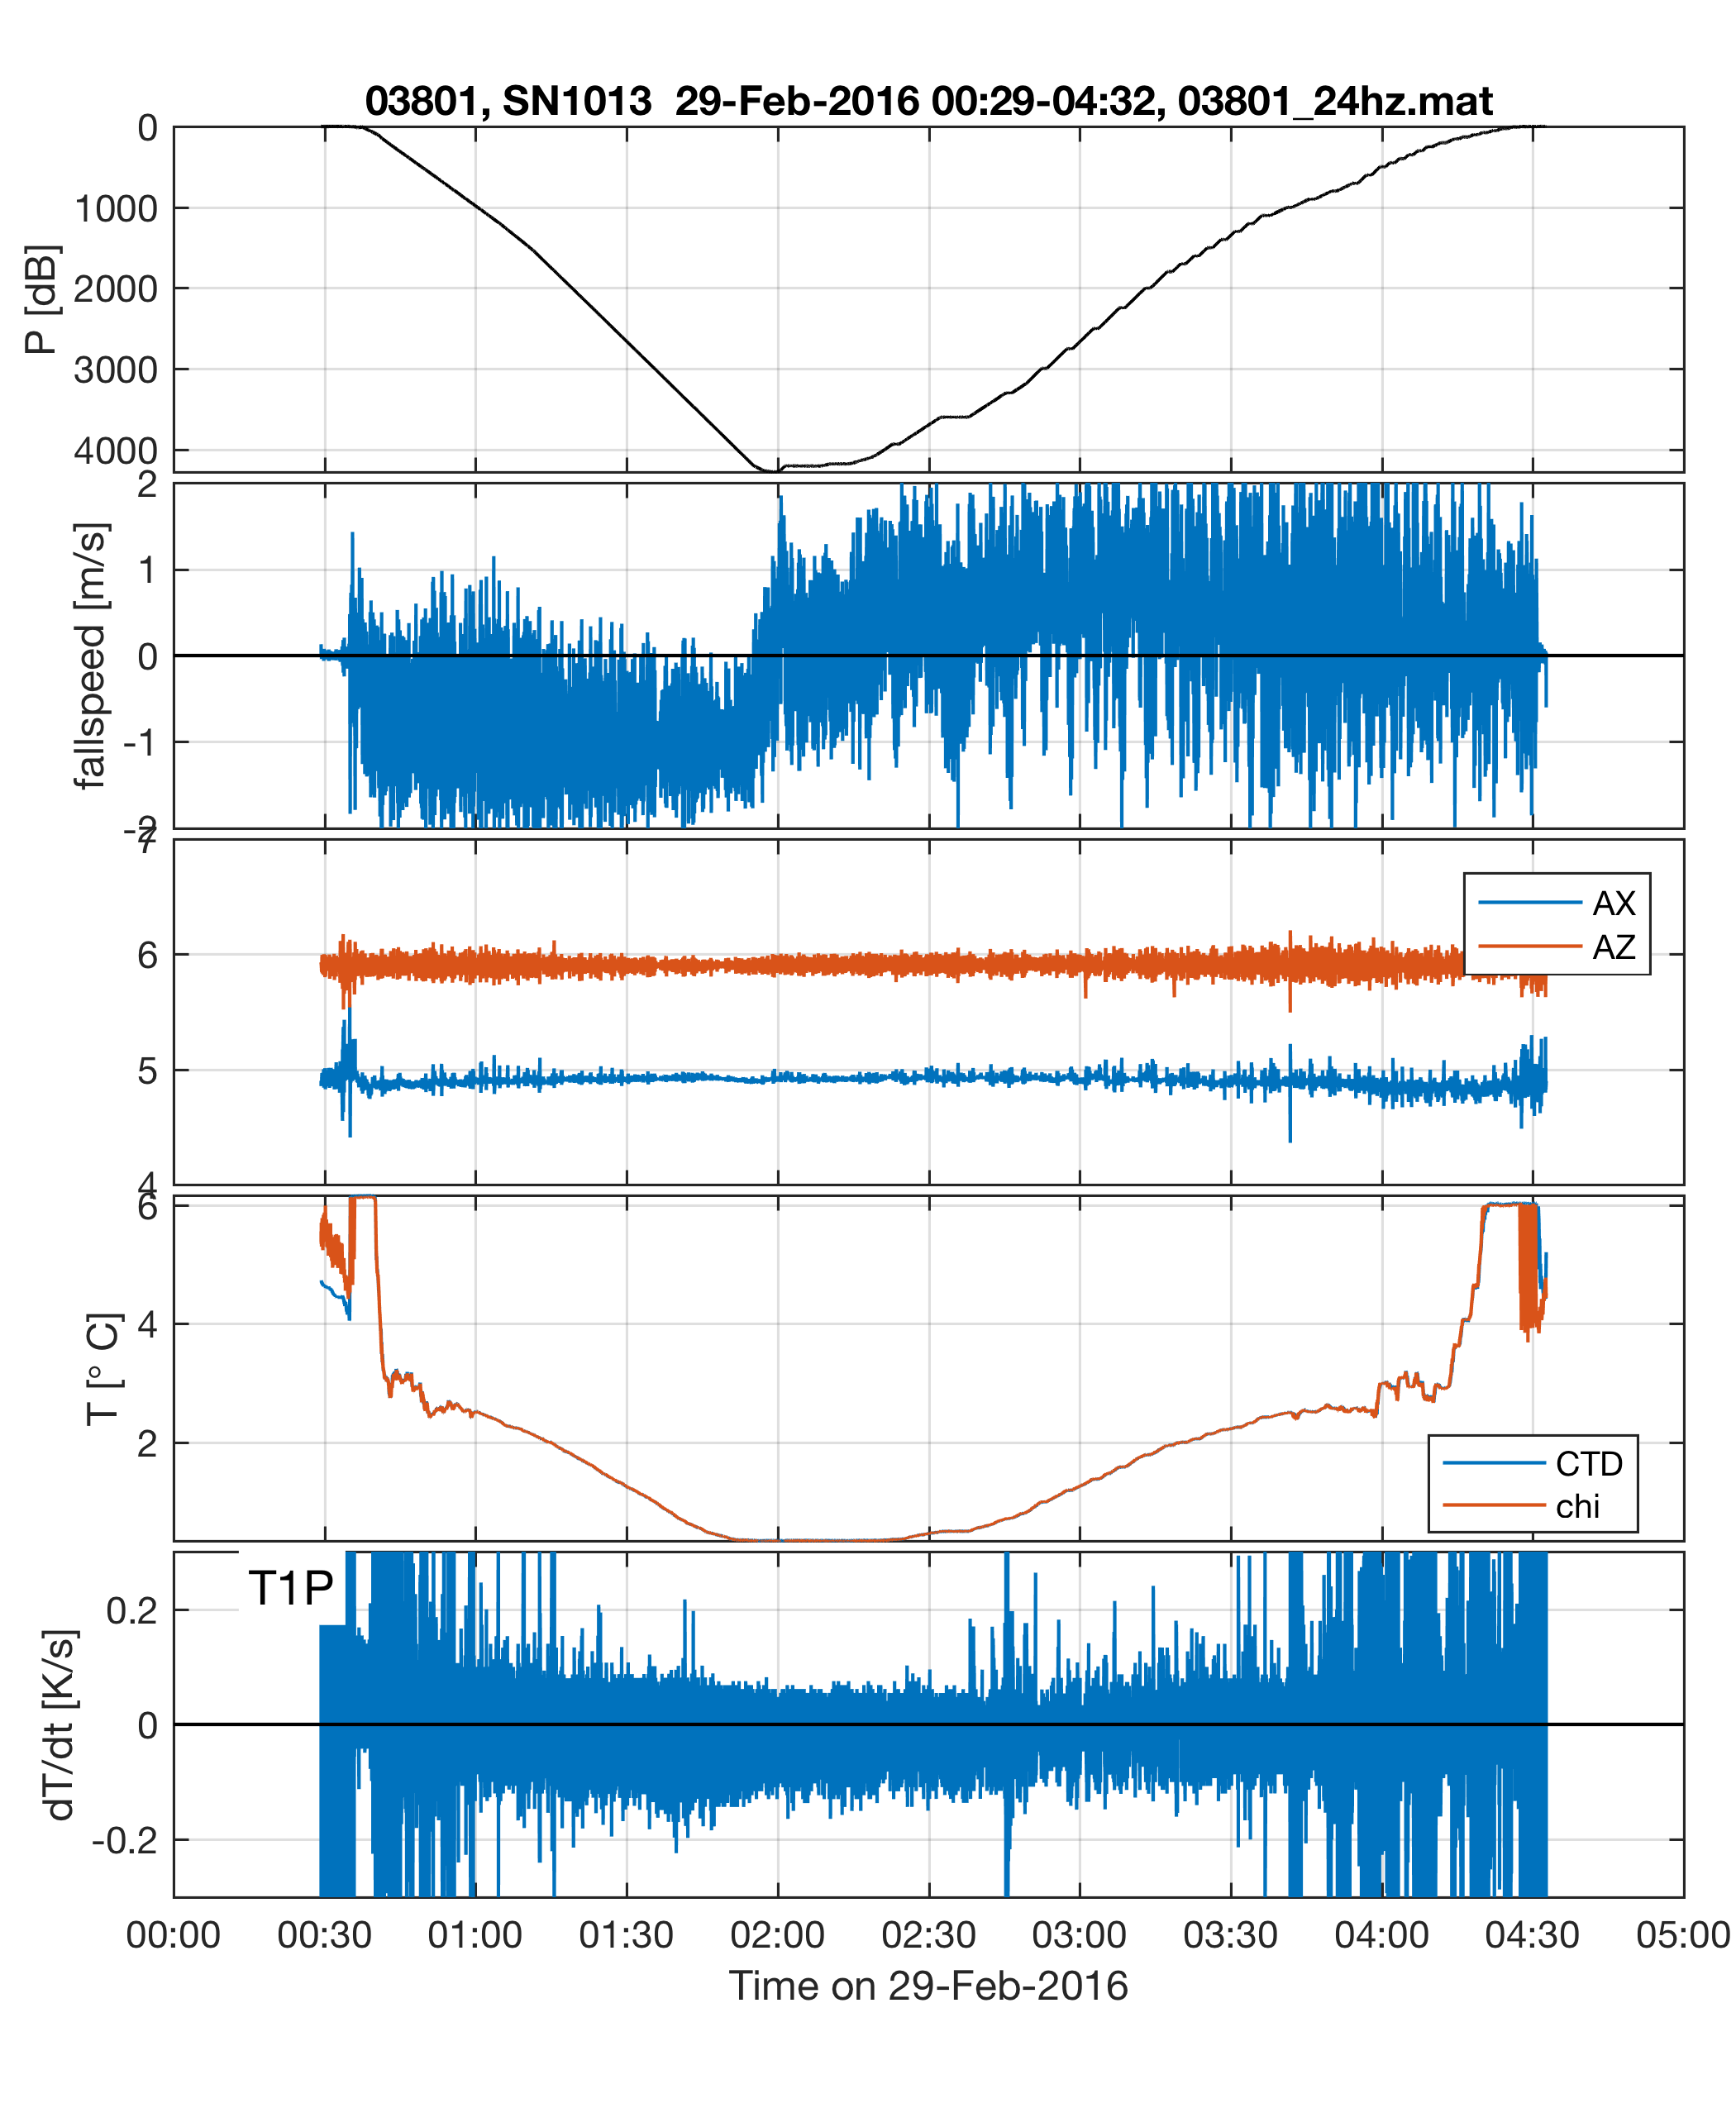 03801, SN1013  29-Feb-2016 00:29-04:32, 03801_24hz.mat
0
1000
2000
3000
4000
P [dB]
2
1
0
-1
-2
fallspeed [m/s]
7
6
5
4
AX
AZ
6
4
2
T [° C]
CTD
chi
T1P
0.2
0
-0.2
dT/dt [K/s]
00:00 00:30 01:00 01:30 02:00 02:30 03:00 03:30 04:00 04:30 05:00
Time on 29-Feb-2016